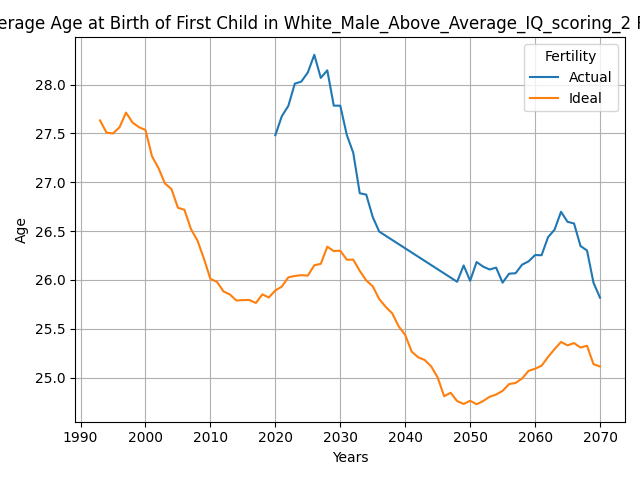 erage Age at Birth of First Child in White_Male_Above_Average_IQ_scoring_2
Fertility
Actual
Ideal
28.0
27.5
27.0
26.5
26.0
25.5
25.0
Age
1990 2000 2010 2020 2030 2040 2050 2060 2070
Years